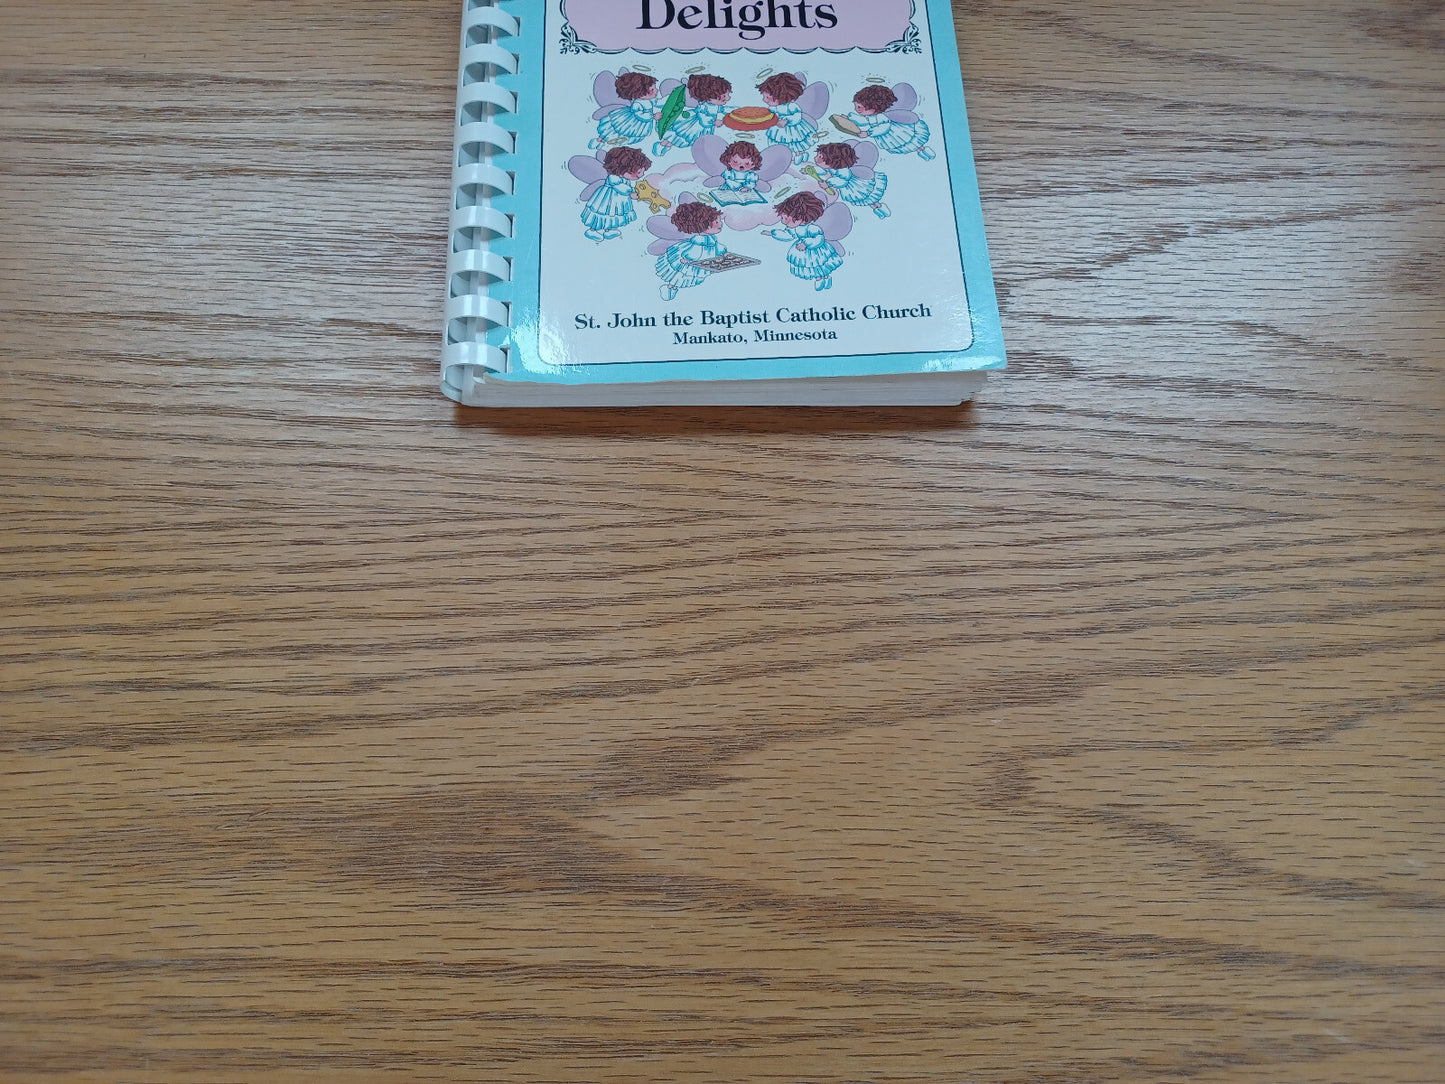 Delights
St. John the Baptist Catholic Church
Mankato, Minnesota